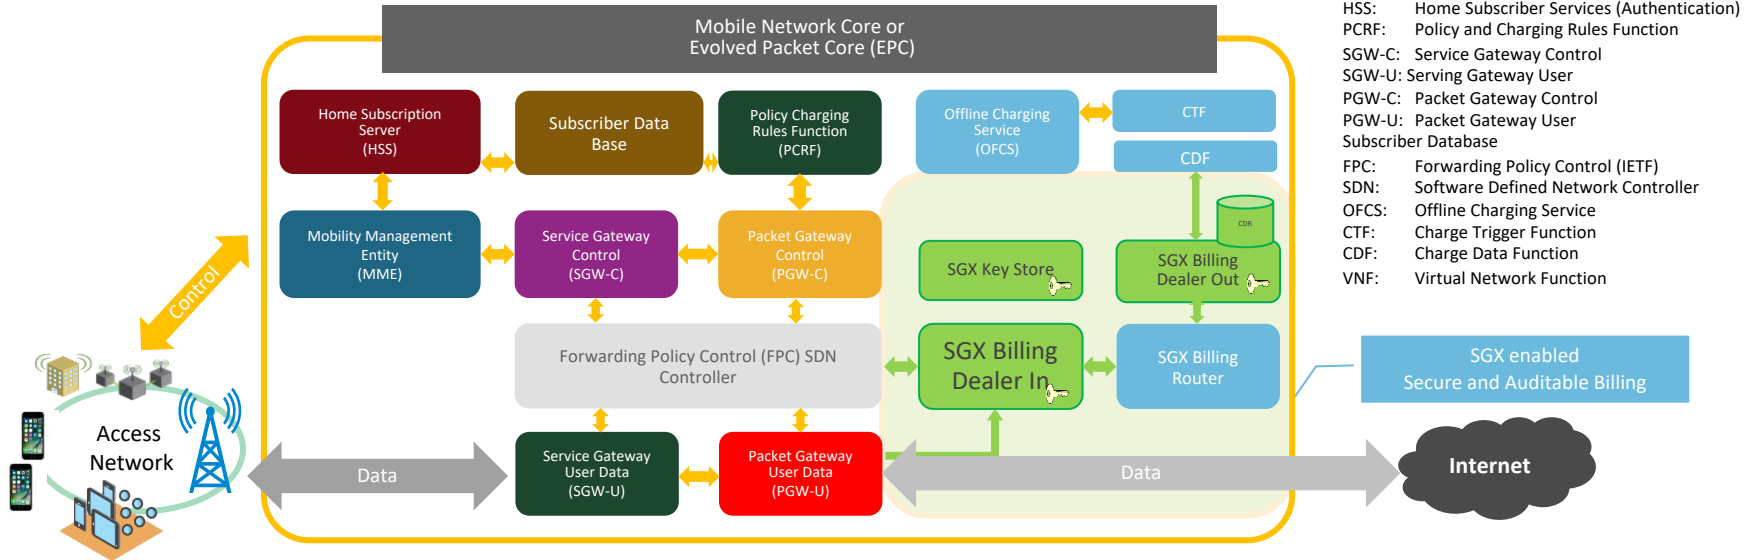 Mobile Network Core or
Evolved Packet Core (EPC)
HSS: Home Subscriber Services (Authentication)
PCRF: Policy and Charging Rules Function
SGW-C: Service Gateway Control
SGW-U: Serving Gateway User
PGW-C: Packet Gateway Control
PGW-U: Packet Gateway User
Subscriber Database
FPC: Forwarding Policy Control (IETF)
SDN: Software Defined Network Controller
OFCS: Offline Charging Service
CTF: Charge Trigger Function
CDF: Charge Data Function
VNF: Virtual Network Function
Home Subscription
Server
(HSS)
Subscriber Data
Base
Policy Charging
Rules Function
(PCRF)
Offline Charging
Service
(OFCS)
CTF
CDF
Mobility Management
Entity
(MME)
Service Gateway
Control
(SGW-C)
Packet Gateway
Control
(PGW-C)
SGX Key Store
CDR
SGX Billing
Dealer Out
Control
Forwarding Policy Control (FPC) SDN
Controller
SGX Billing
Dealer In
SGX Billing
Router
SGX enabled
Secure and Auditable Billing
Access
Network
Data
Service Gateway
User Data
(SGW-U)
Packet Gateway
User Data
(PGW-U)
Data
Internet